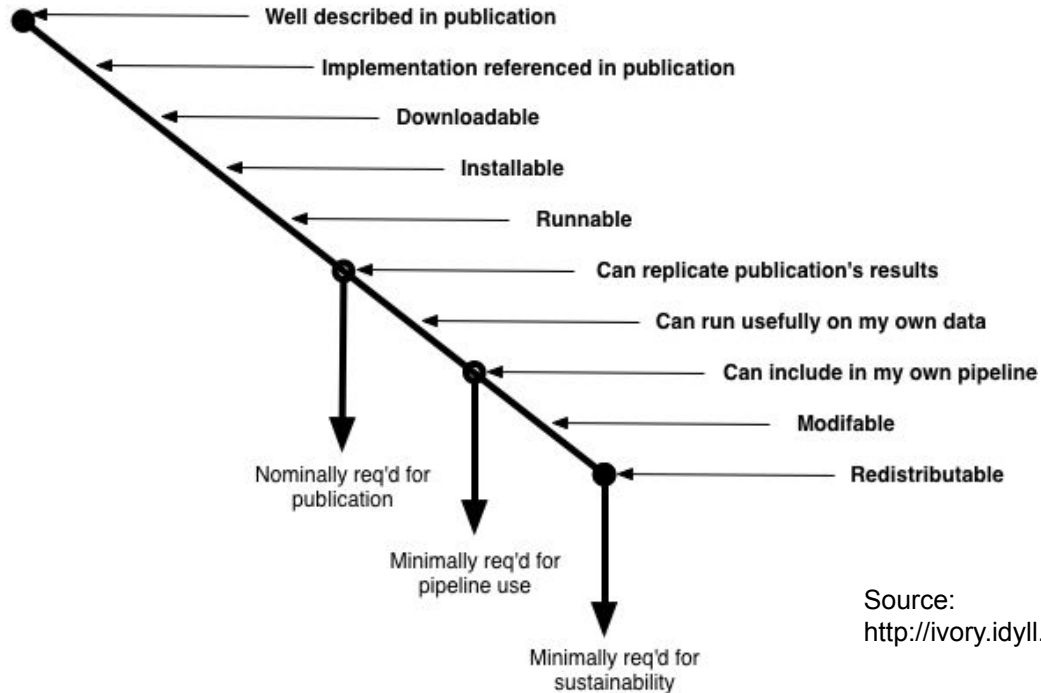 Well described in publication
Implementation referenced in publication
Downloadable
Installable
Runnable
Can replicate publication's results
Can run usefully on my own data
Can include in my own pipeline
Modifable
Redistributable
Nominally req'd for
publication
Minimally req'd for
pipeline use
Minimally req'd for
sustainability
Source:
http://ivory.idyll.